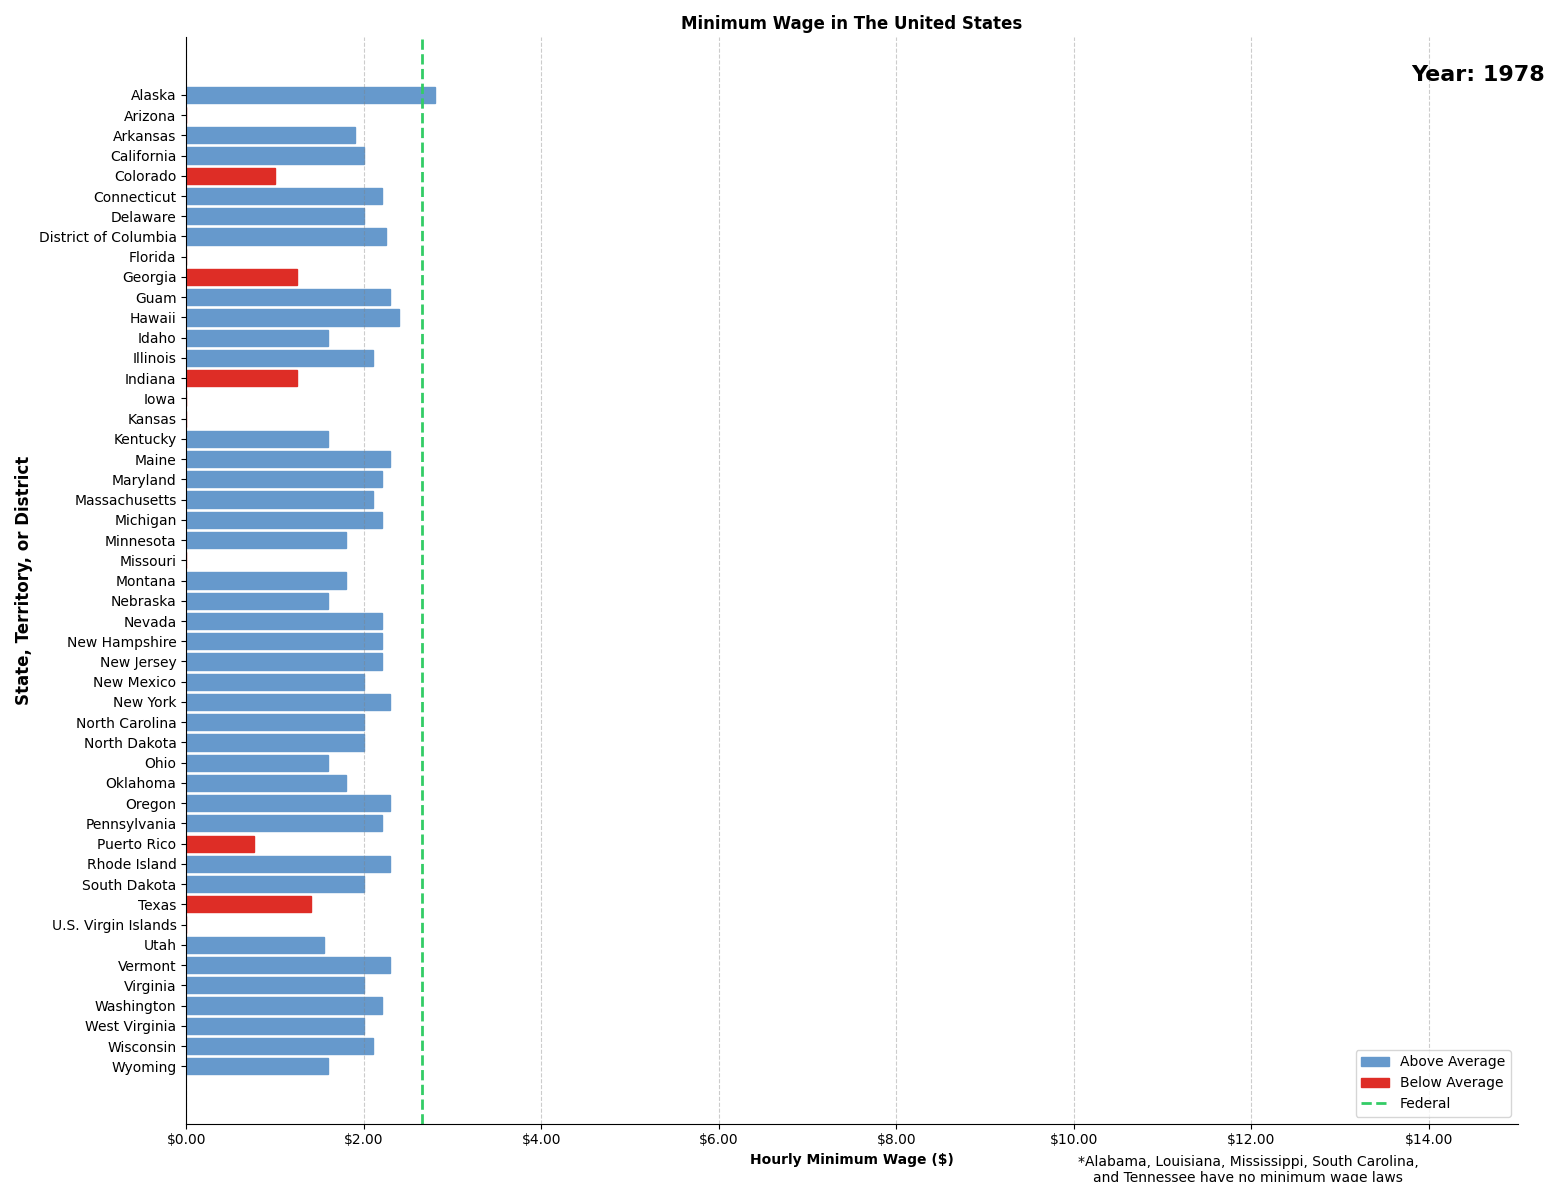 Minimum Wage in The United States
Year: 1978
State, Territory, or District
Alaska
Arizona
Arkansas
California
Colorado
Connecticut
Delaware
District of Columbia
Florida
Georgia
Guam
Hawaii
Idaho
Illinois
Indiana
Iowa
Kansas
Kentucky
Maine
Maryland
Massachusetts
Michigan
Minnesota
Missouri
Montana
Nebraska
Nevada
New Hampshire
New Jersey
New Mexico
New York
North Carolina
North Dakota
Ohio
Oklahoma
Oregon
Pennsylvania
Puerto Rico
Rhode Island
South Dakota
Texas
U.S. Virgin Islands
Utah
Vermont
Virginia
Washington
West Virginia
Wisconsin
Wyoming
Above Average
Below Average
Federal
$0.00 $2.00 $4.00 $6.00 $8.00 $10.00 $12.00 $14.00
Hourly Minimum Wage ($)
*Alabama, Louisiana, Mississippi, South Carolina,
and Tennessee have no minimum wage laws